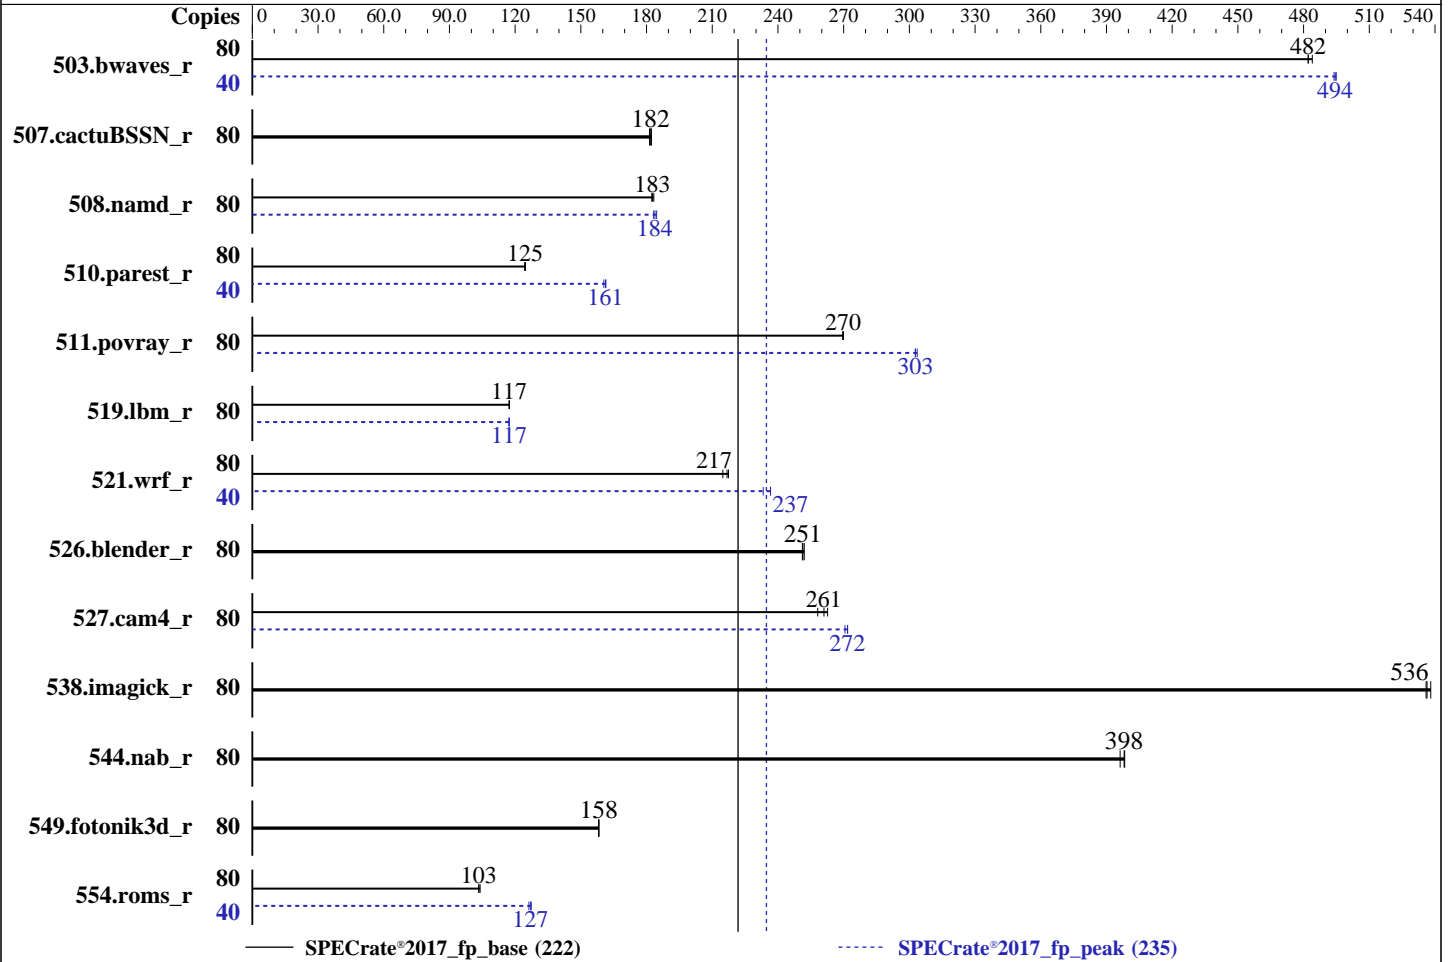 Copies 0 30.0 60.0 90.0 120 150 180 210 240 270 300 330 360 390 420 450 480 510 540
503.bwaves_r 80 482
40 494
507.cactuBSSN_r 80 182
508.namd_r 80 183
184
510.parest_r 80 125
40 161
511.povray_r 80 270
303
519.lbm_r 80 117
117
521.wrf_r 80 217
40 237
526.blender_r 80 251
527.cam4_r 80 261
272
538.imagick_r 80 536
544.nab_r 80 398
549.fotonik3d_r 80 158
554.roms_r 80 103
40 127
SPECrate®2017_fp_base (222) SPECrate®2017_fp_peak (235)